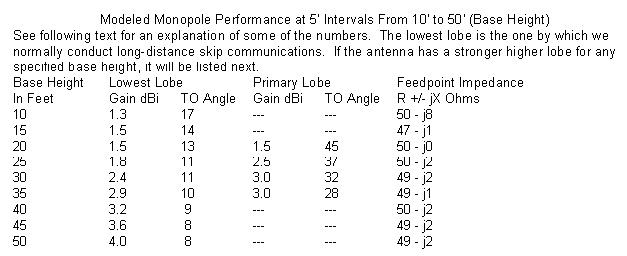 Modeled Monopole Performance at 5' Intervals From 10' to 50' (Base Height)
See following text for an explanation of some of the numbers. The lowest lobe is the one by which we
normally conduct long-distance skip communications. If the antenna has a stronger higher lobe for any
specified base height, it will be listed next.
Base Height Lowest Lobe Primary Lobe Feedpoint Impedance
In Feet Gain dBi TO Angle Gain dBi TO Angle R +/- jX Ohms
10 1.3 17 --- --- 50 - j8
15 1.5 14 --- --- 47 - j1
20 1.5 13 1.5 45 50 - j0
25 1.8 11 2.5 37 50 - j2
30 2.4 11 3.0 32 49 - j2
35 2.9 10 3.0 28 49 - j1
40 3.2 9 --- --- 50 - j2
45 3.6 8 --- --- 49 - j2
50 4.0 8 --- --- 49 - j2